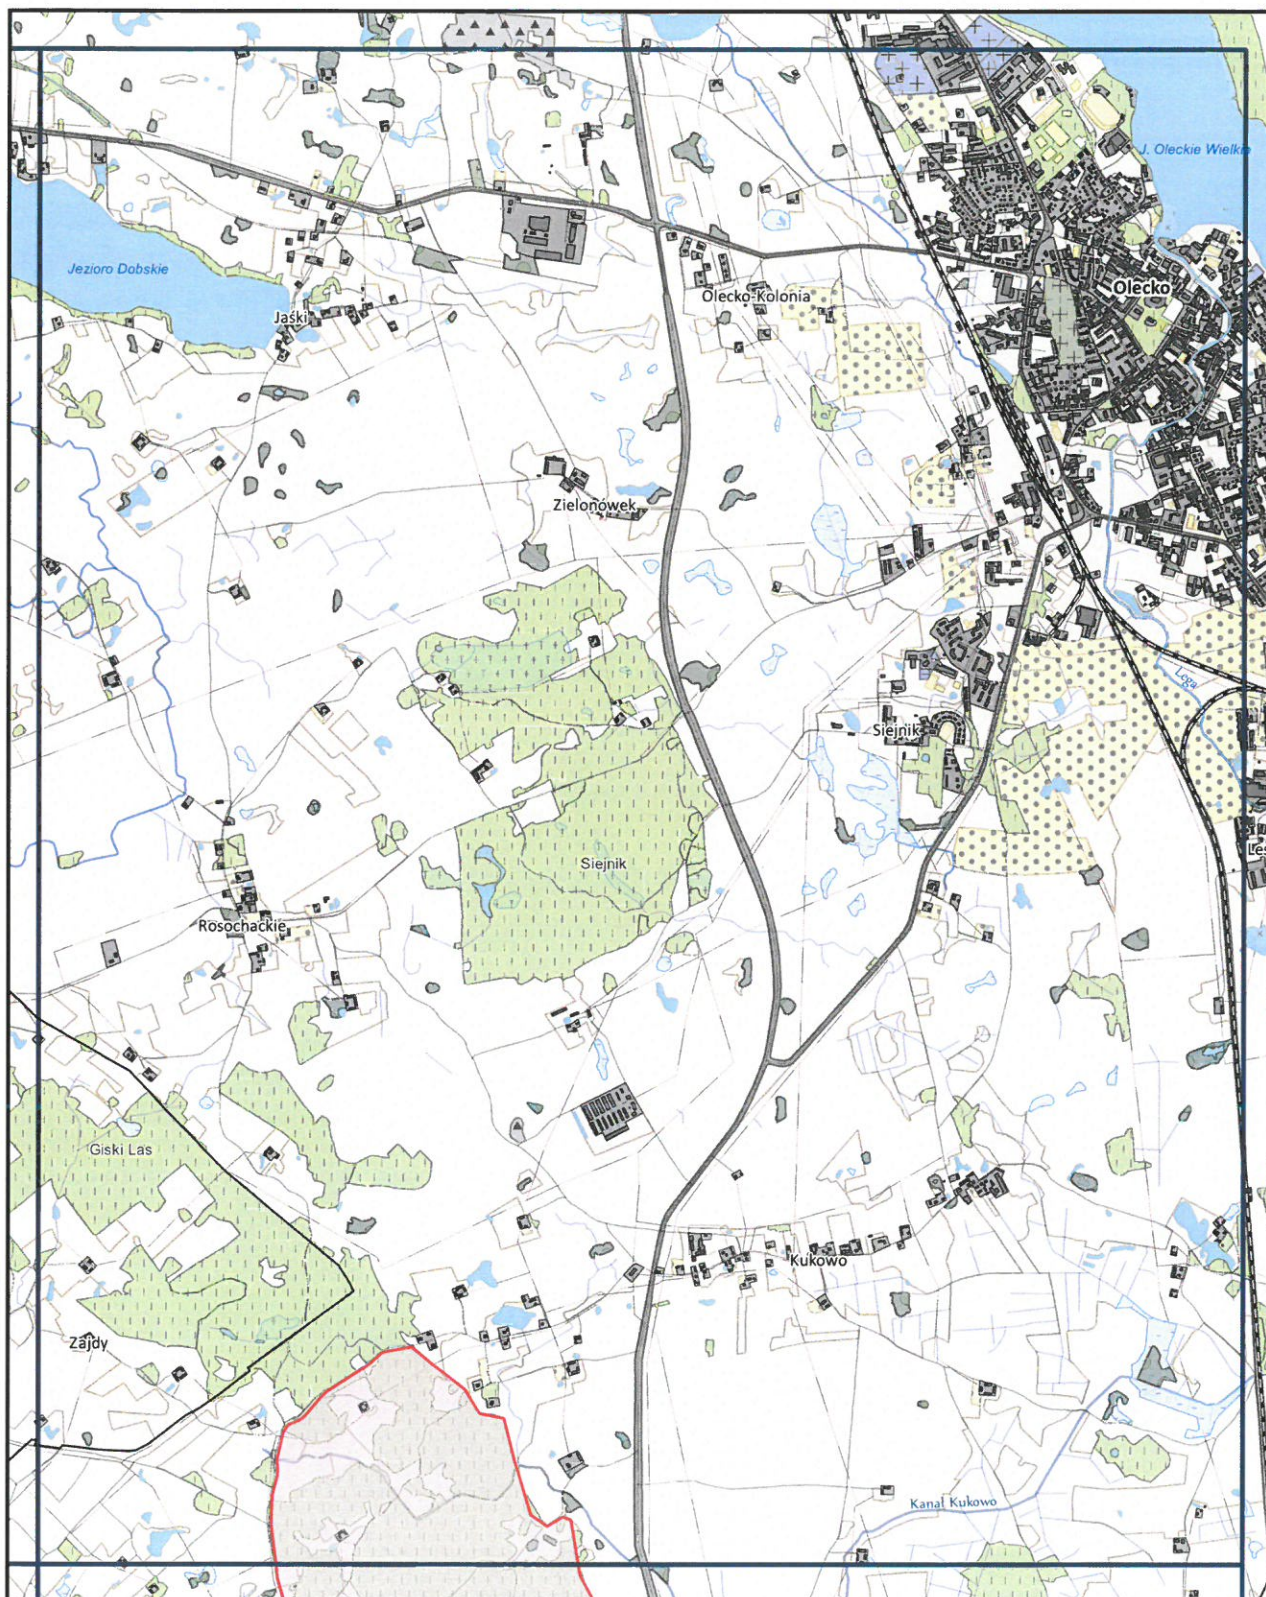 J. Oleckie Wielkie
Jezioro Dobskie
Olecko
Olecko-Kolonia
Jaśki
Zielonówek
Lega
Siejnik
Siejnik
Rosochackie
Giski Las
Kukowo
Zajdy
Kanał Kukowo